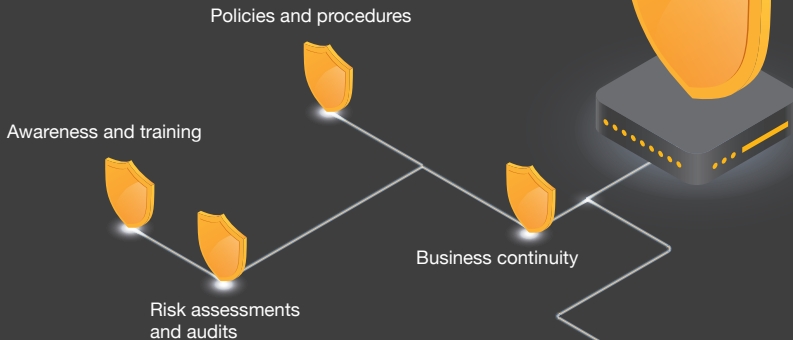 Policies and procedures
Awareness and training
Business continuity
Risk assessments
and audits